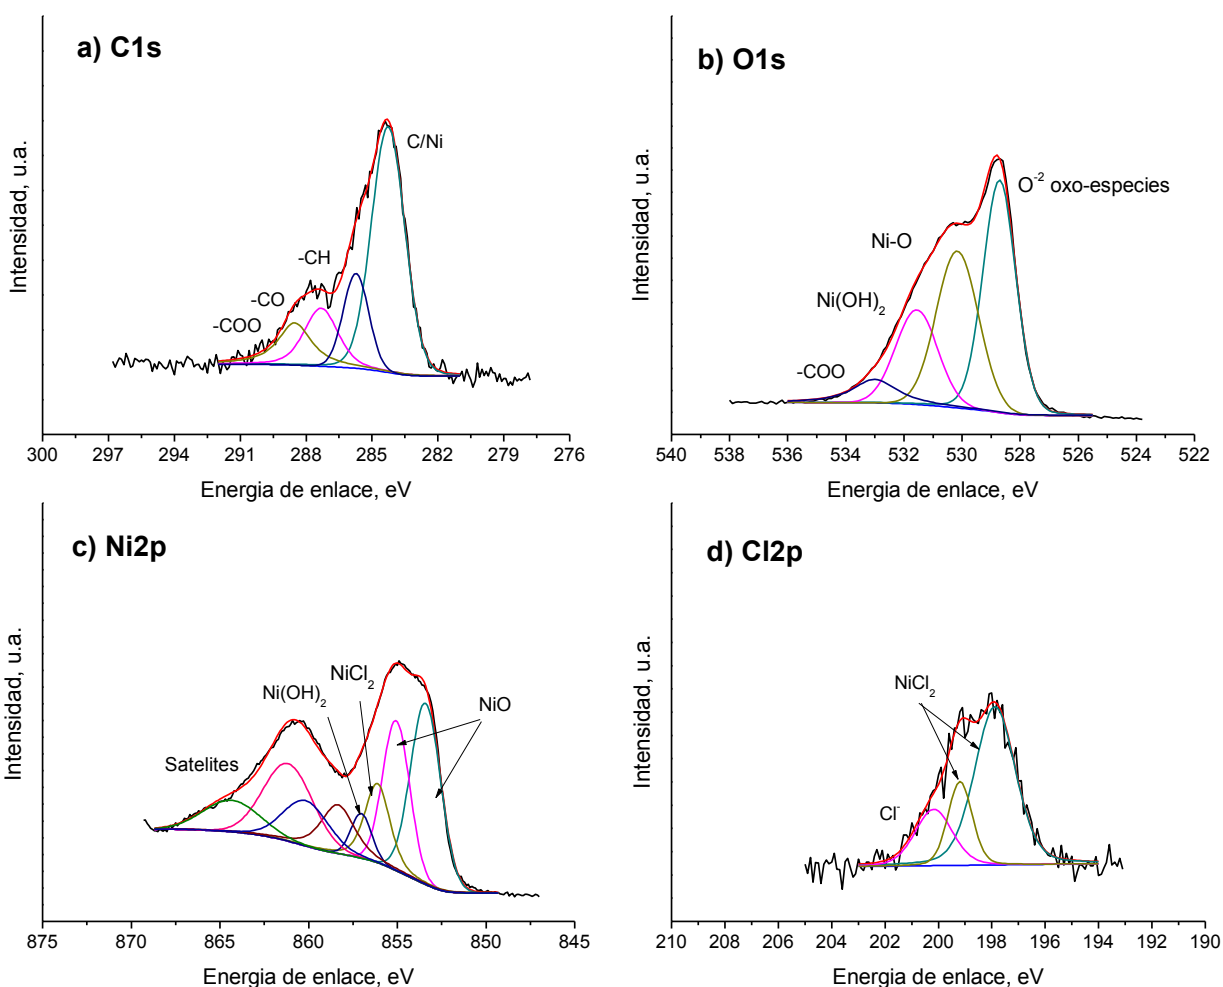 a) C1s
Intensidad, u.a.
C/Ni
-CH
-CO
-COO
300 297 294 291 288 285 282 279 276
Energia de enlace, eV
b) O1s
Intensidad, u.a.
O-2 oxo-especies
Ni-O
Ni(OH)2
-COO
540 538 536 534 532 530 528 526 524 522
Energia de enlace, eV
c) Ni2p
Intensidad, u.a.
NiCl2
Ni(OH)2
NiO
Satelites
875 870 865 860 855 850 845
Energia de enlace, eV
d) Cl2p
Intensidad, u.a.
NiCl2
Cl-
210 208 206 204 202 200 198 196 194 192 190
Energia de enlace, eV